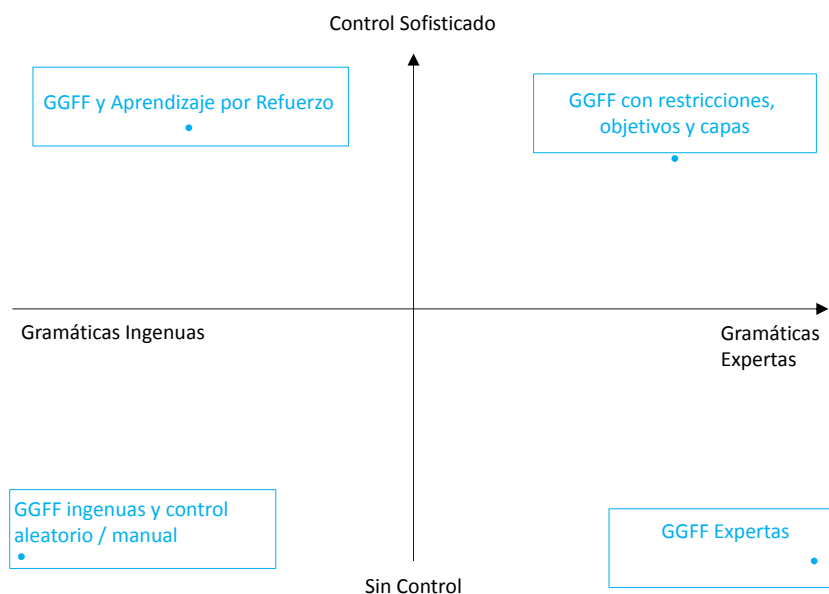 Control Sofisticado
GGFF y Aprendizaje por Refuerzo
GGFF con restricciones,
objetivos y capas
Gramáticas Ingenuas
Gramáticas
Expertas
GGFF ingenuas y control
aleatorio / manual
GGFF Expertas
Sin Control